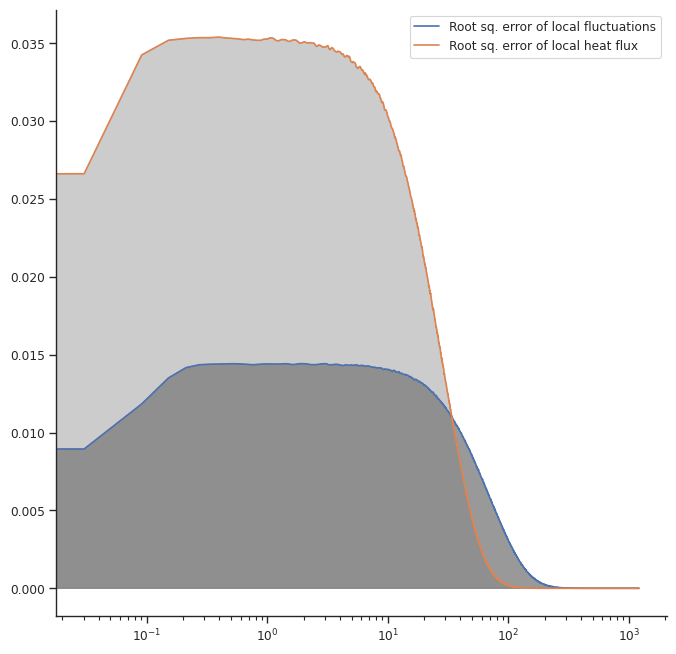 Root sq. error of local fluctuations
Root sq. error of local heat flux
0.035
0.030
0.025
0.020
0.015
0.010
0.005
0.000
10⁻¹ 10⁰ 10¹ 10² 10³